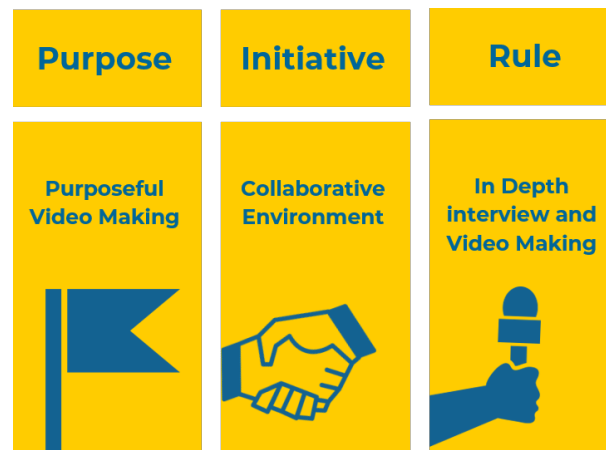 Purpose
Initiative
Rule
Purposeful
Video Making
Collaborative
Environment
In Depth
interview and
Video Making